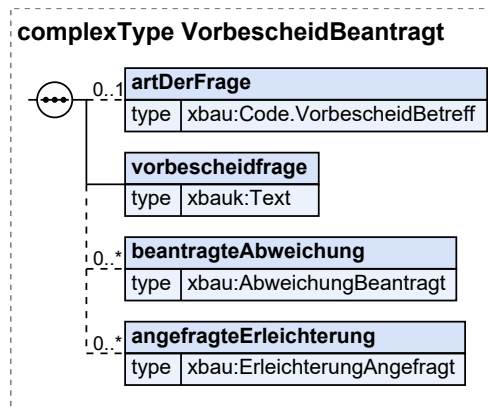 complexType VorbescheidBeantragt
0..1 artDerFrage
type xbau:Code.VorbescheidBetreff
vorbescheidfrage
type xbauk:Text
0..* beantragteAbweichung
type xbau:AbweichungBeantragt
0..* angefragteErleichterung
type xbau:ErleichterungAngefragt